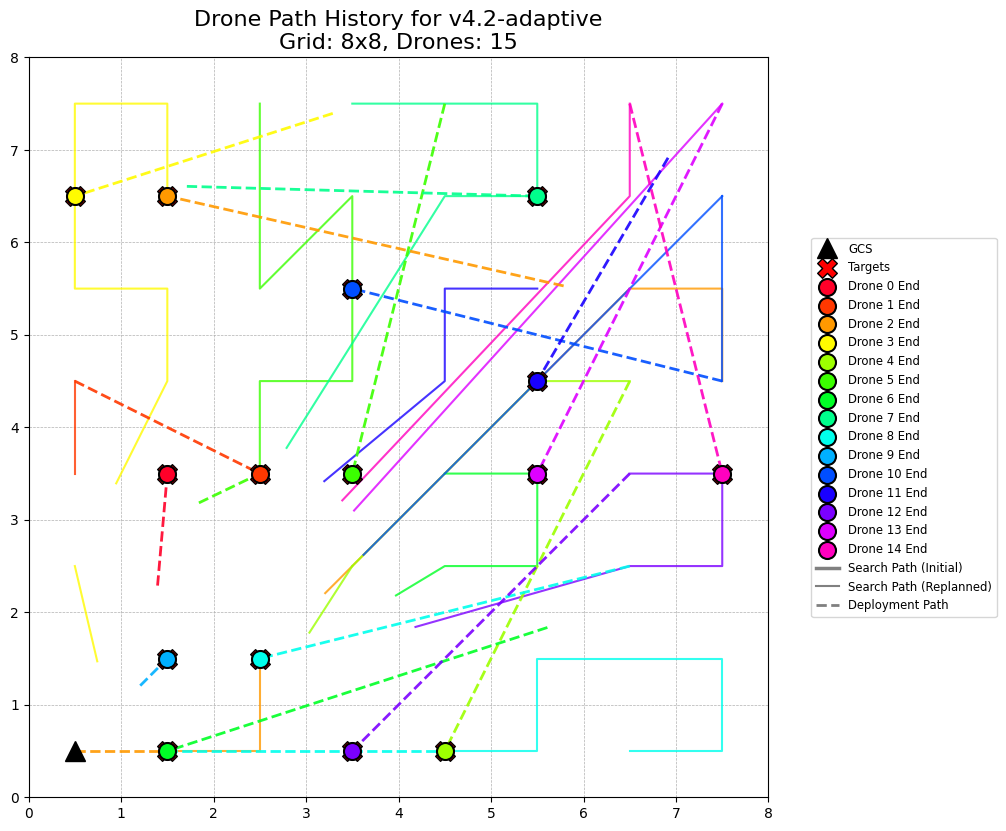 Drone Path History for v4.2-adaptive
Grid: 8x8, Drones: 15
8
7
6
5
4
3
2
1
0
0 1 2 3 4 5 6 7 8
GCS
Targets
Drone 0 End
Drone 1 End
Drone 2 End
Drone 3 End
Drone 4 End
Drone 5 End
Drone 6 End
Drone 7 End
Drone 8 End
Drone 9 End
Drone 10 End
Drone 11 End
Drone 12 End
Drone 13 End
Drone 14 End
Search Path (Initial)
Search Path (Replanned)
Deployment Path